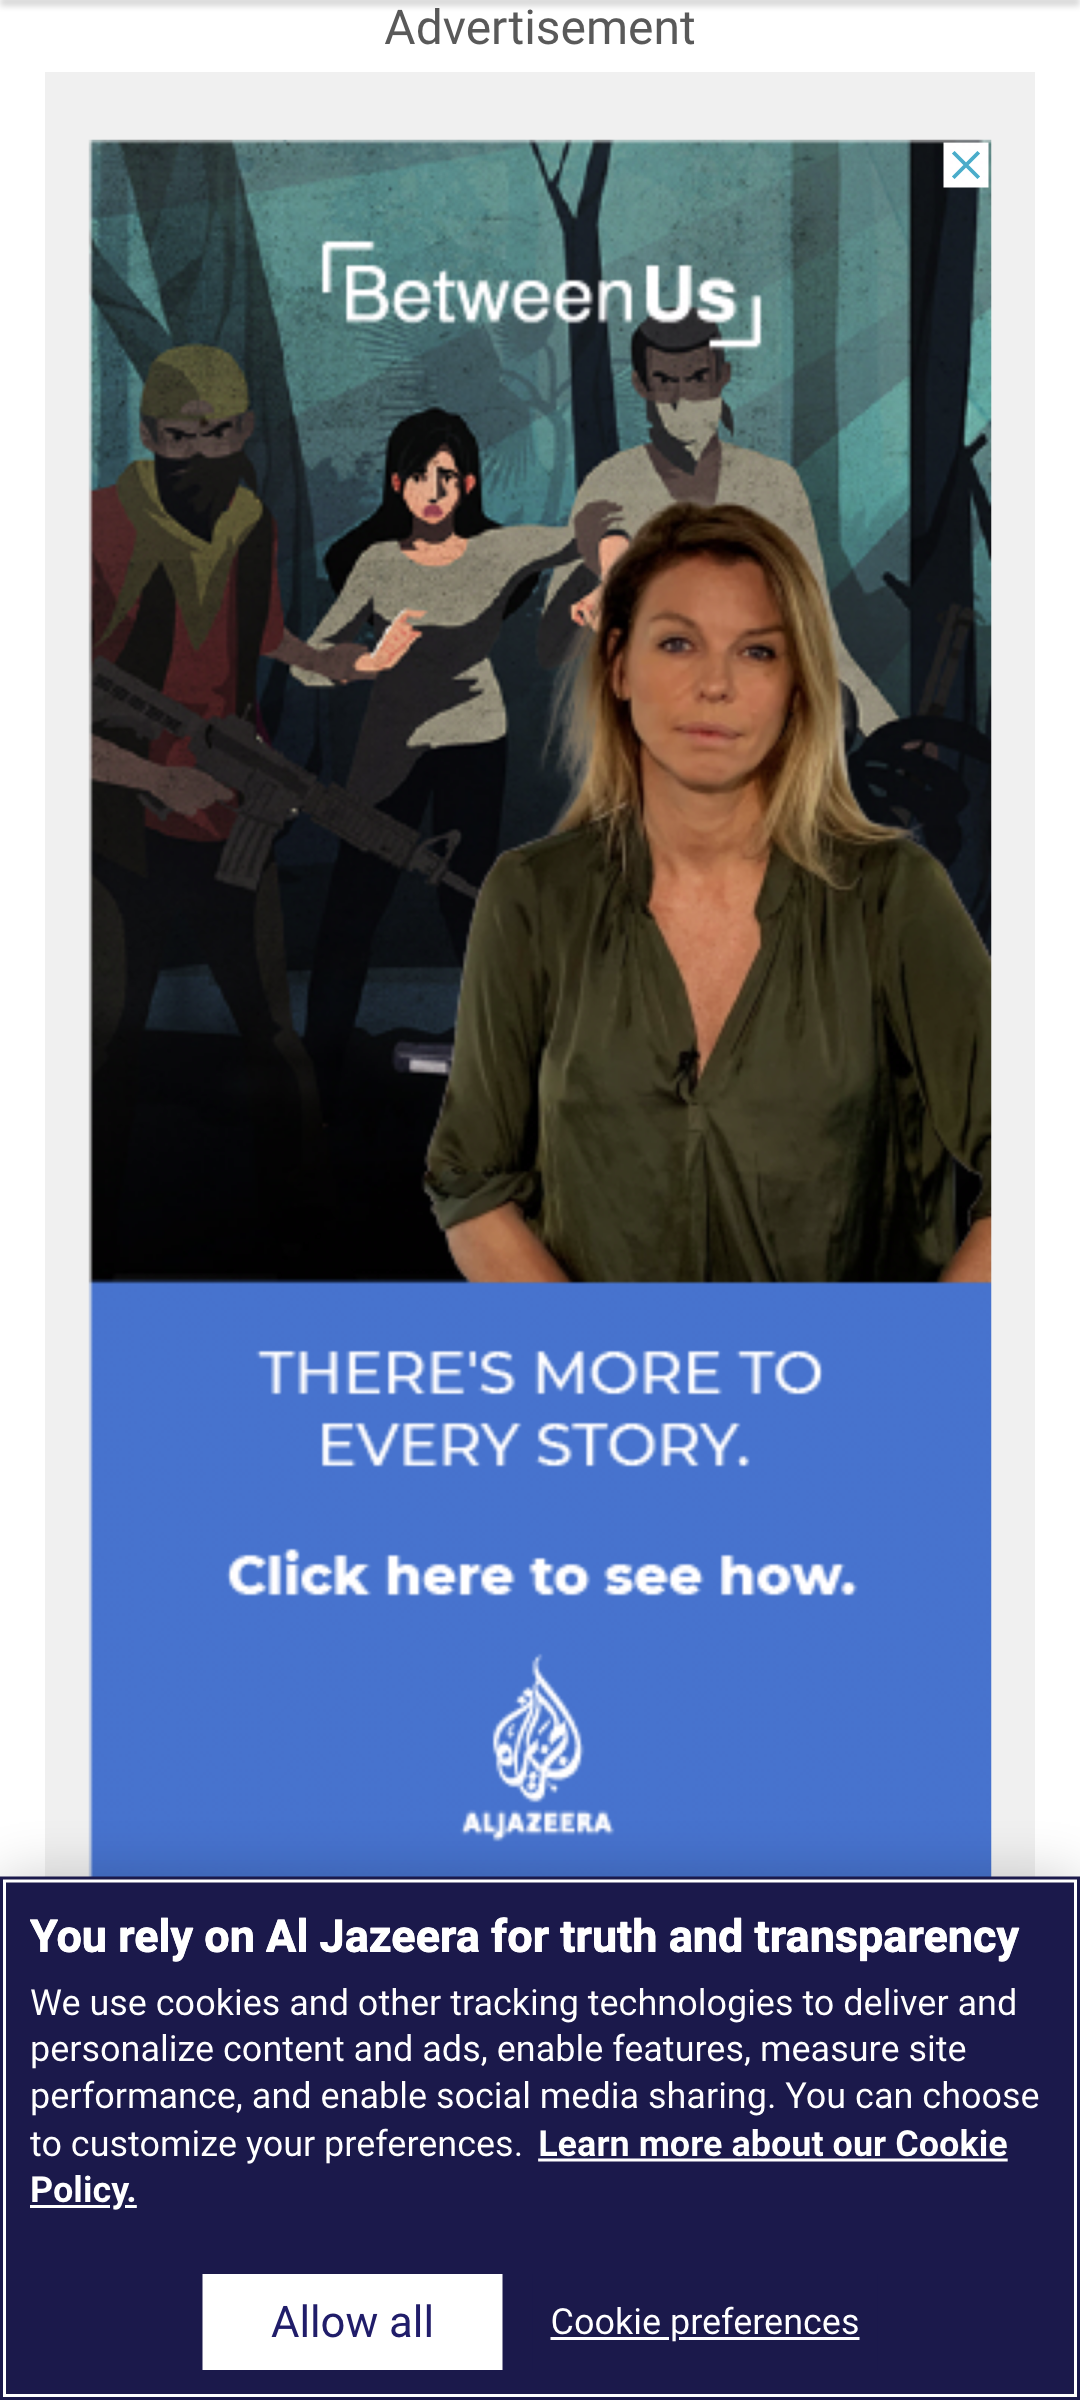 Advertisement
BetweenUs
THERE'S MORE TO
EVERY STORY.
Click here to see how.
ALJAZEERA
You rely on Al Jazeera for truth and transparency
We use cookies and other tracking technologies to deliver and
personalize content and ads, enable features, measure site
performance, and enable social media sharing. You can choose
to customize your preferences. Learn more about our Cookie
Policy.
Allow all Cookie preferences